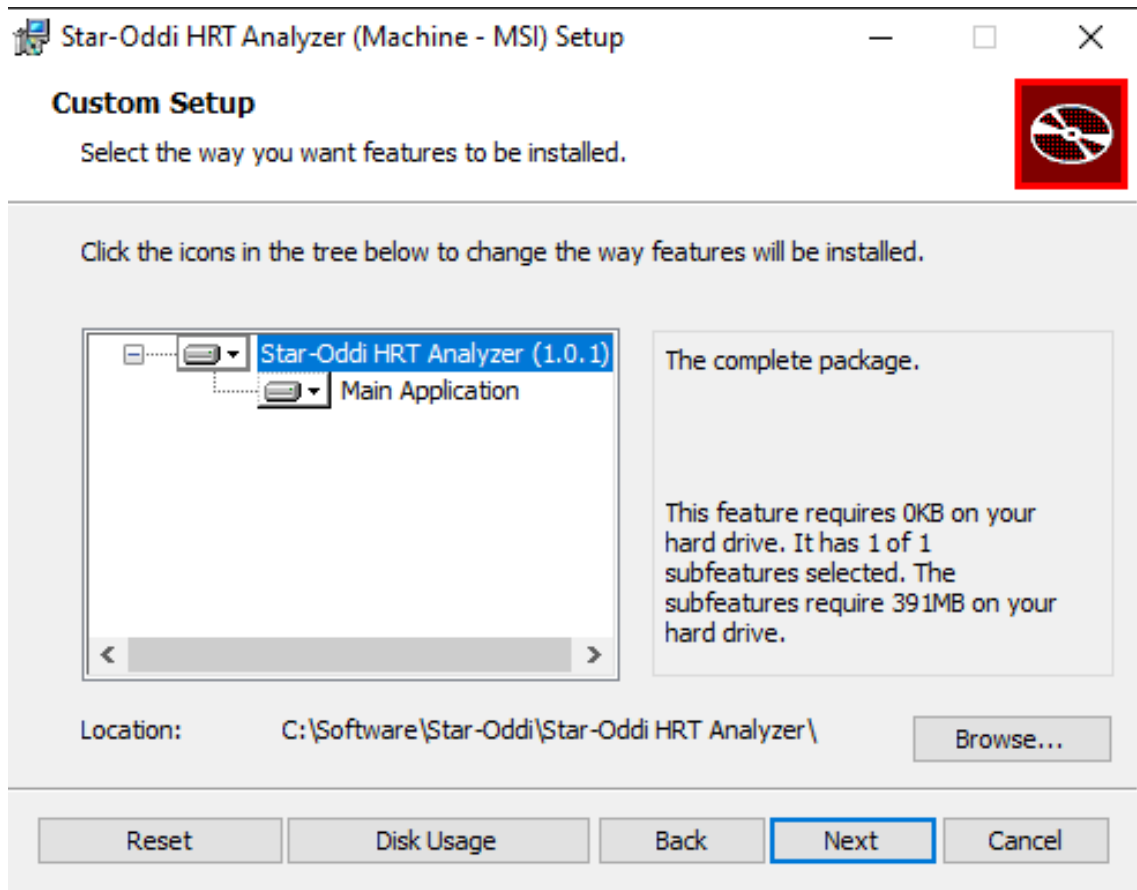 Star-Oddi HRT Analyzer (Machine - MSI) Setup
Custom Setup
Select the way you want features to be installed.
Click the icons in the tree below to change the way features will be installed.
Star-Oddi HRT Analyzer (1.0.1)
Main Application
The complete package.
This feature requires 0KB on your
hard drive. It has 1 of 1
subfeatures selected. The
subfeatures require 391MB on your
hard drive.
Location: C:\Software\Star-Oddi\Star-Oddi HRT Analyzer\
Browse...
Reset Disk Usage Back Next Cancel